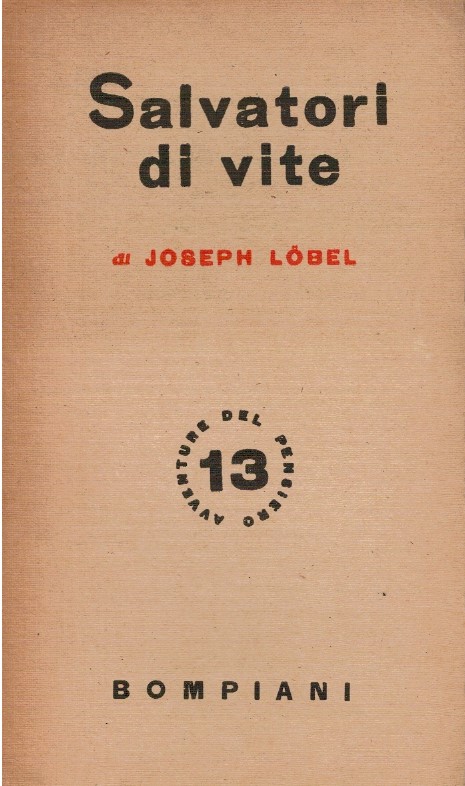 Salvatori
di vite
di JOSEPH LÖBEL
AVVENTURE DEL PENSIERO
13
BOMPIANI